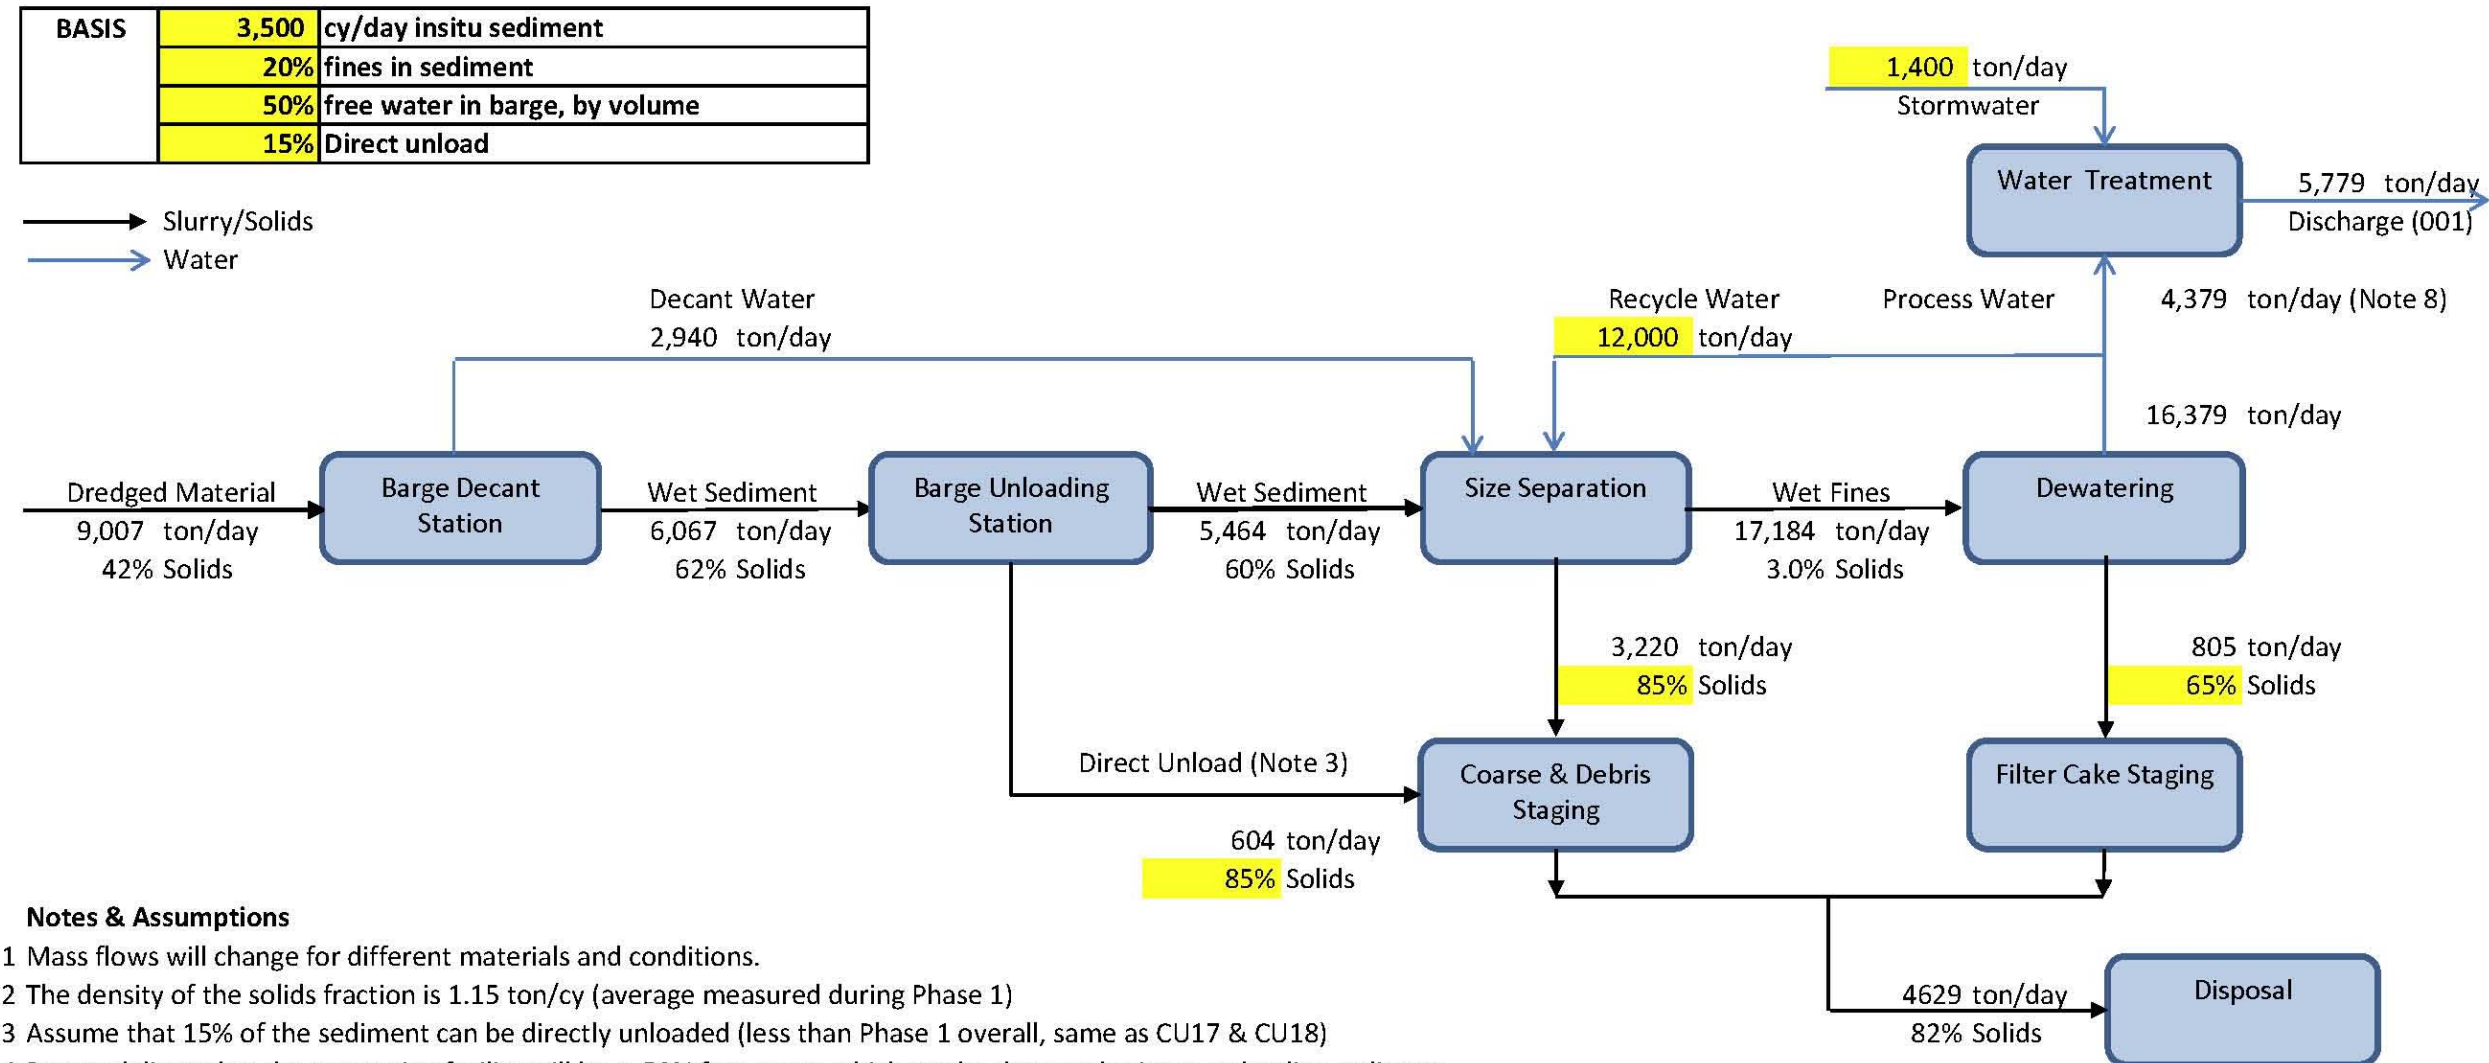 BASIS 3,500 cy/day insitu sediment
20% fines in sediment
50% free water in barge, by volume
15% Direct unload
1,400 ton/day
Stormwater
Water Treatment
5,779 ton/day
Discharge (001)
Slurry/Solids
Water
Decant Water
2,940 ton/day
Recycle Water
12,000 ton/day
Process Water
4,379 ton/day (Note 8)
16,379 ton/day
Dredged Material
9,007 ton/day
42% Solids
Barge Decant
Station
Wet Sediment
6,067 ton/day
62% Solids
Barge Unloading
Station
Wet Sediment
5,464 ton/day
60% Solids
Size Separation
Wet Fines
17,184 ton/day
3.0% Solids
Dewatering
3,220 ton/day
85% Solids
805 ton/day
65% Solids
Direct Unload (Note 3)
604 ton/day
85% Solids
Coarse & Debris
Staging
Filter Cake Staging
4629 ton/day
82% Solids
Disposal
Notes & Assumptions
1 Mass flows will change for different materials and conditions.
2 The density of the solids fraction is 1.15 ton/cy (average measured during Phase 1)
3 Assume that 15% of the sediment can be directly unloaded (less than Phase 1 overall, same as CU17 & CU18)